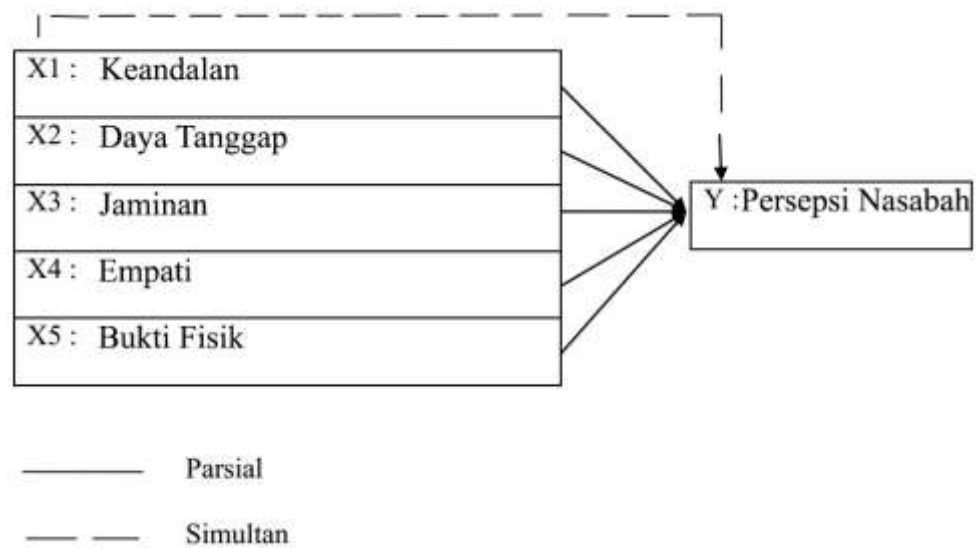 X1 : Keandalan
X2 : Daya Tanggap
X3 : Jaminan
X4 : Empati
X5 : Bukti Fisik
Y :Persepsi Nasabah
Parsial
Simultan